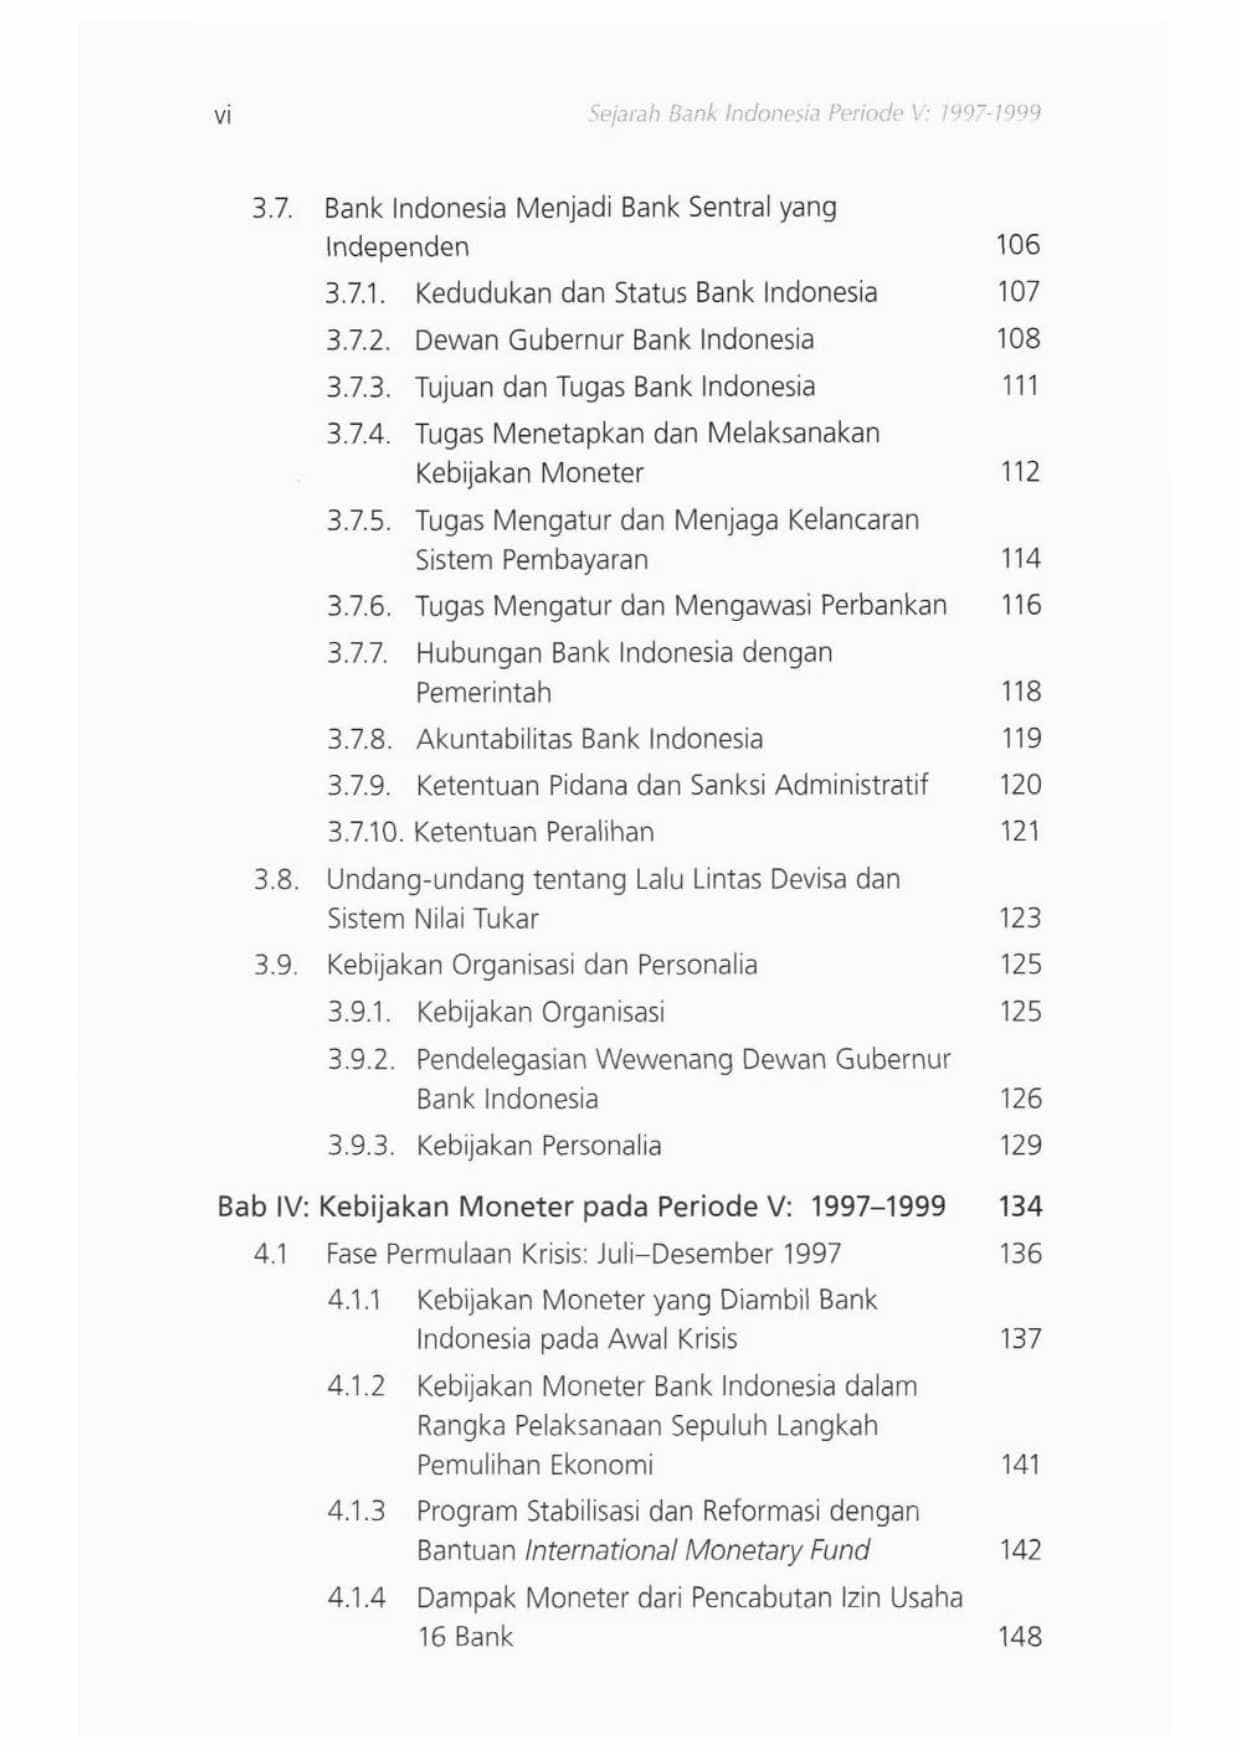 vi Sejarah Bank Indonesia Periode V: 1997-1999
3.7. Bank Indonesia Menjadi Bank Sentral yang
Independen 106
3.7.1. Kedudukan dan Status Bank Indonesia 107
3.7.2. Dewan Gubernur Bank Indonesia 108
3.7.3. Tujuan dan Tugas Bank Indonesia 111
3.7.4. Tugas Menetapkan dan Melaksanakan
Kebijakan Moneter 112
3.7.5. Tugas Mengatur dan Menjaga Kelancaran
Sistem Pembayaran 114
3.7.6. Tugas Mengatur dan Mengawasi Perbankan 116
3.7.7. Hubungan Bank Indonesia dengan
Pemerintah 118
3.7.8. Akuntabilitas Bank Indonesia 119
3.7.9. Ketentuan Pidana dan Sanksi Administratif 120
3.7.10. Ketentuan Peralihan 121
3.8. Undang-undang tentang Lalu Lintas Devisa dan
Sistem Nilai Tukar 123
3.9. Kebijakan Organisasi dan Personalia 125
3.9.1. Kebijakan Organisasi 125
3.9.2. Pendelegasian Wewenang Dewan Gubernur
Bank Indonesia 126
3.9.3. Kebijakan Personalia 129
Bab IV: Kebijakan Moneter pada Periode V: 1997–1999 134
4.1 Fase Permulaan Krisis: Juli–Desember 1997 136
4.1.1 Kebijakan Moneter yang Diambil Bank
Indonesia pada Awal Krisis 137
4.1.2 Kebijakan Moneter Bank Indonesia dalam
Rangka Pelaksanaan Sepuluh Langkah
Pemulihan Ekonomi 141
4.1.3 Program Stabilisasi dan Reformasi dengan
Bantuan International Monetary Fund 142
4.1.4 Dampak Moneter dari Pencabutan Izin Usaha
16 Bank 148